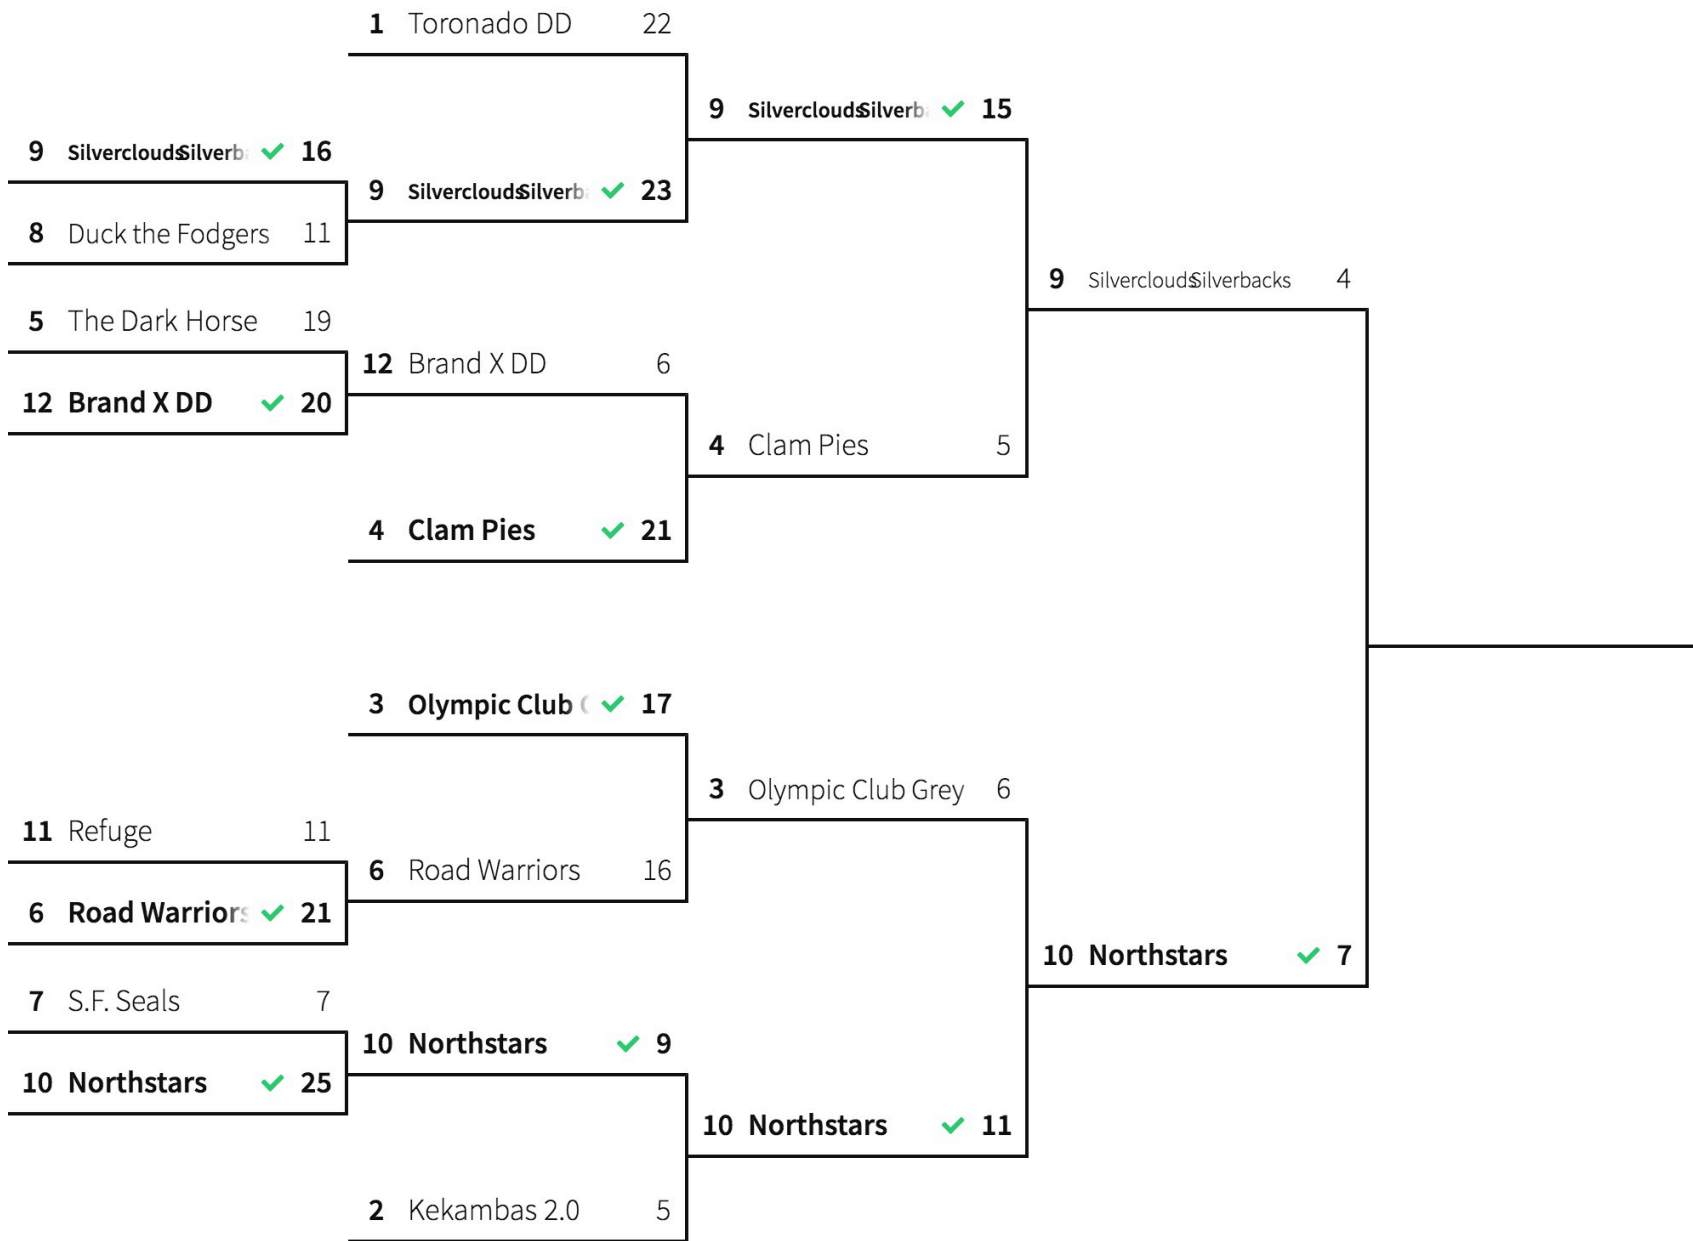 1 Toronado DD 22
9 SilvercloudsSilverb 15
9 SilvercloudsSilverb 16
9 SilvercloudsSilverb 23
8 Duck the Fodgers 11
9 SilvercloudsSilverbacks 4
5 The Dark Horse 19
12 Brand X DD 6
12 Brand X DD 20
4 Clam Pies 5
4 Clam Pies 21
3 Olympic Club 17
3 Olympic Club Grey 6
11 Refuge 11
6 Road Warriors 16
6 Road Warriors 21
10 Northstars 7
7 S.F. Seals 7
10 Northstars 9
10 Northstars 25
10 Northstars 11
2 Kekambas 2.0 5